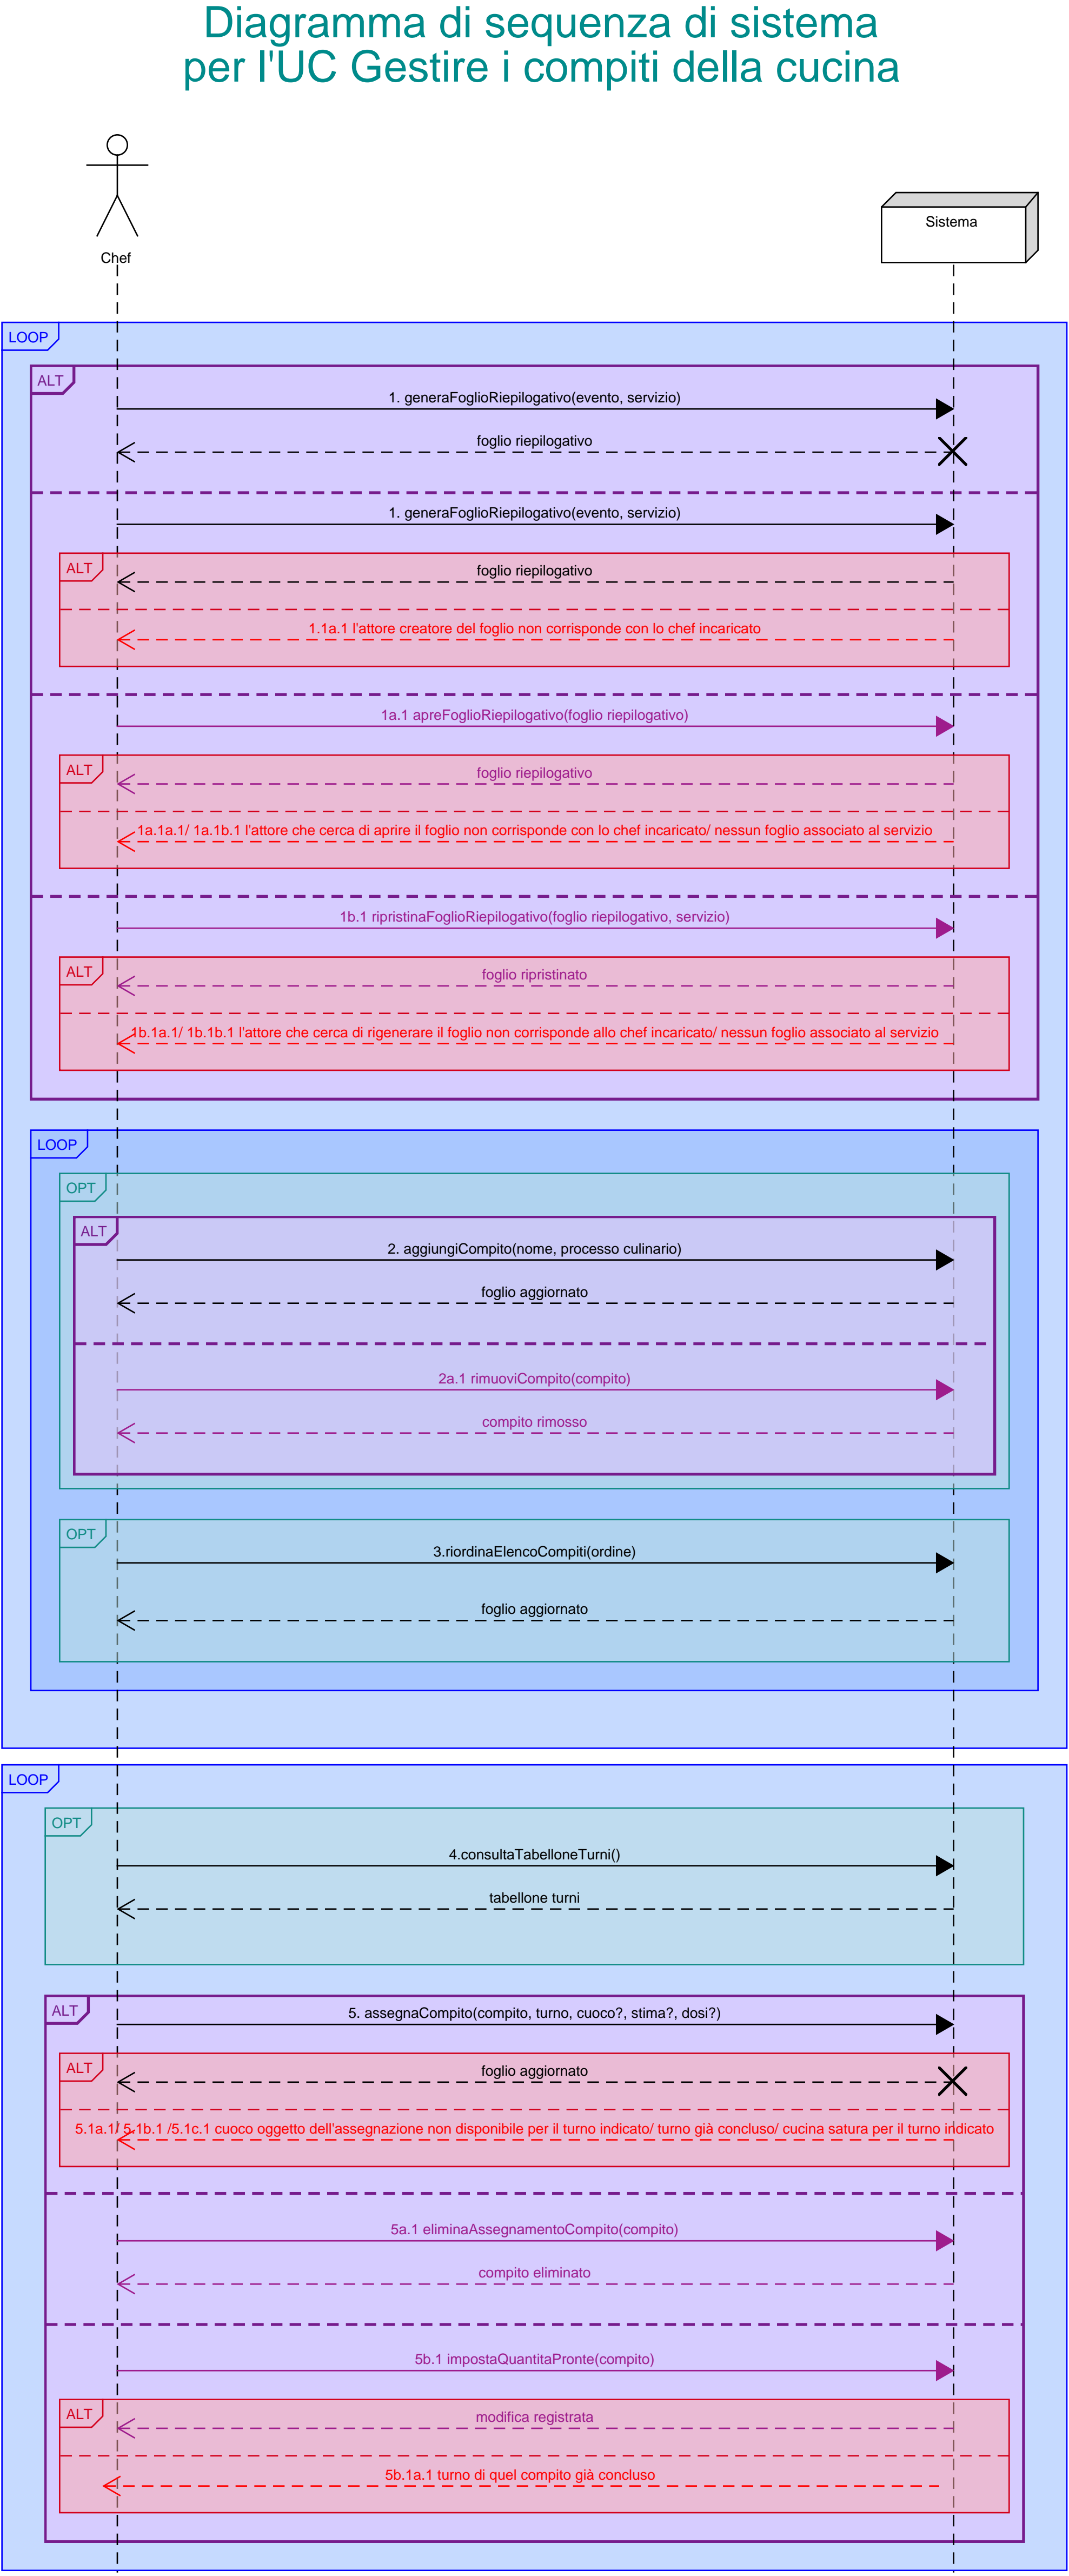 Diagramma di sequenza di sistema
per l'UC Gestire i compiti della cucina
Chef
Sistema
LOOP
ALT
1. generaFoglioRiepilogativo(evento, servizio)
foglio riepilogativo
1. generaFoglioRiepilogativo(evento, servizio)
ALT
foglio riepilogativo
1.1a.1 l'attore creatore del foglio non corrisponde con lo chef incaricato
1a.1 apreFoglioRiepilogativo(foglio riepilogativo)
ALT
foglio riepilogativo
1a.1a.1/ 1a.1b.1 l'attore che cerca di aprire il foglio non corrisponde con lo chef incaricato/ nessun foglio associato al servizio
1b.1 ripristinaFoglioRiepilogativo(foglio riepilogativo, servizio)
ALT
foglio ripristinato
1b.1a.1/ 1b.1b.1 l'attore che cerca di rigenerare il foglio non corrisponde allo chef incaricato/ nessun foglio associato al servizio
LOOP
OPT
ALT
2. aggiungiCompito(nome, processo culinario)
foglio aggiornato
2a.1 rimuoviCompito(compito)
compito rimosso
OPT
3.riordinaElencoCompiti(ordine)
foglio aggiornato
LOOP
OPT
4.consultaTabelloneTurni()
tabellone turni
ALT
5. assegnaCompito(compito, turno, cuoco?, stima?, dosi?)
ALT
foglio aggiornato
5.1a.1/ 5.1b.1 /5.1c.1 cuoco oggetto dell'assegnazione non disponibile per il turno indicato/ turno già concluso/ cucina satura per il turno indicato
5a.1 eliminaAssegnamentoCompito(compito)
compito eliminato
5b.1 impostaQuantitaPronte(compito)
ALT
modifica registrata
5b.1a.1 turno di quel compito già concluso